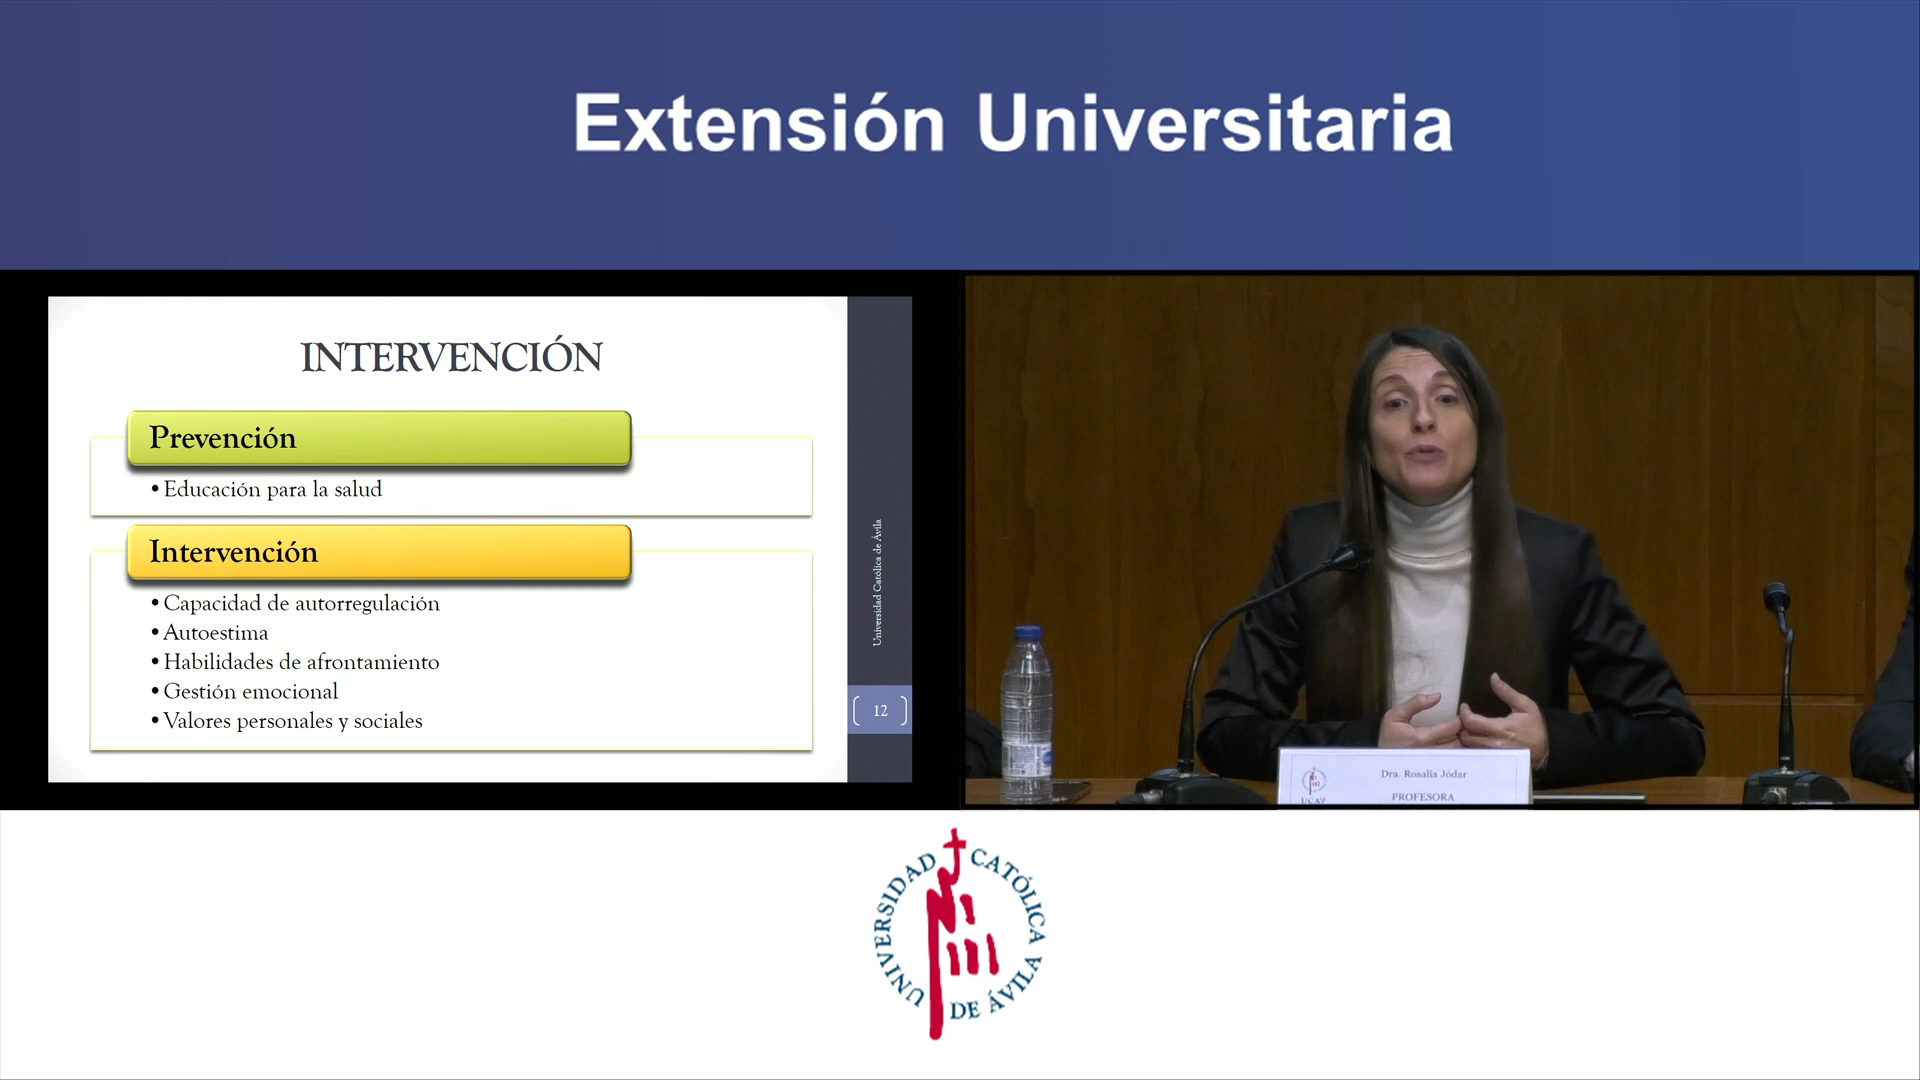 Extensión Universitaria
INTERVENCIÓN
Prevención
• Educación para la salud
Intervención
• Capacidad de autorregulación
• Autoestima
• Habilidades de afrontamiento
• Gestión emocional
• Valores personales y sociales
Universidad Católica de Ávila
12
Dra. Rosalía Jódar
PROFESORA
UCAV
UNIVERSIDAD CATÓLICA DE ÁVILA